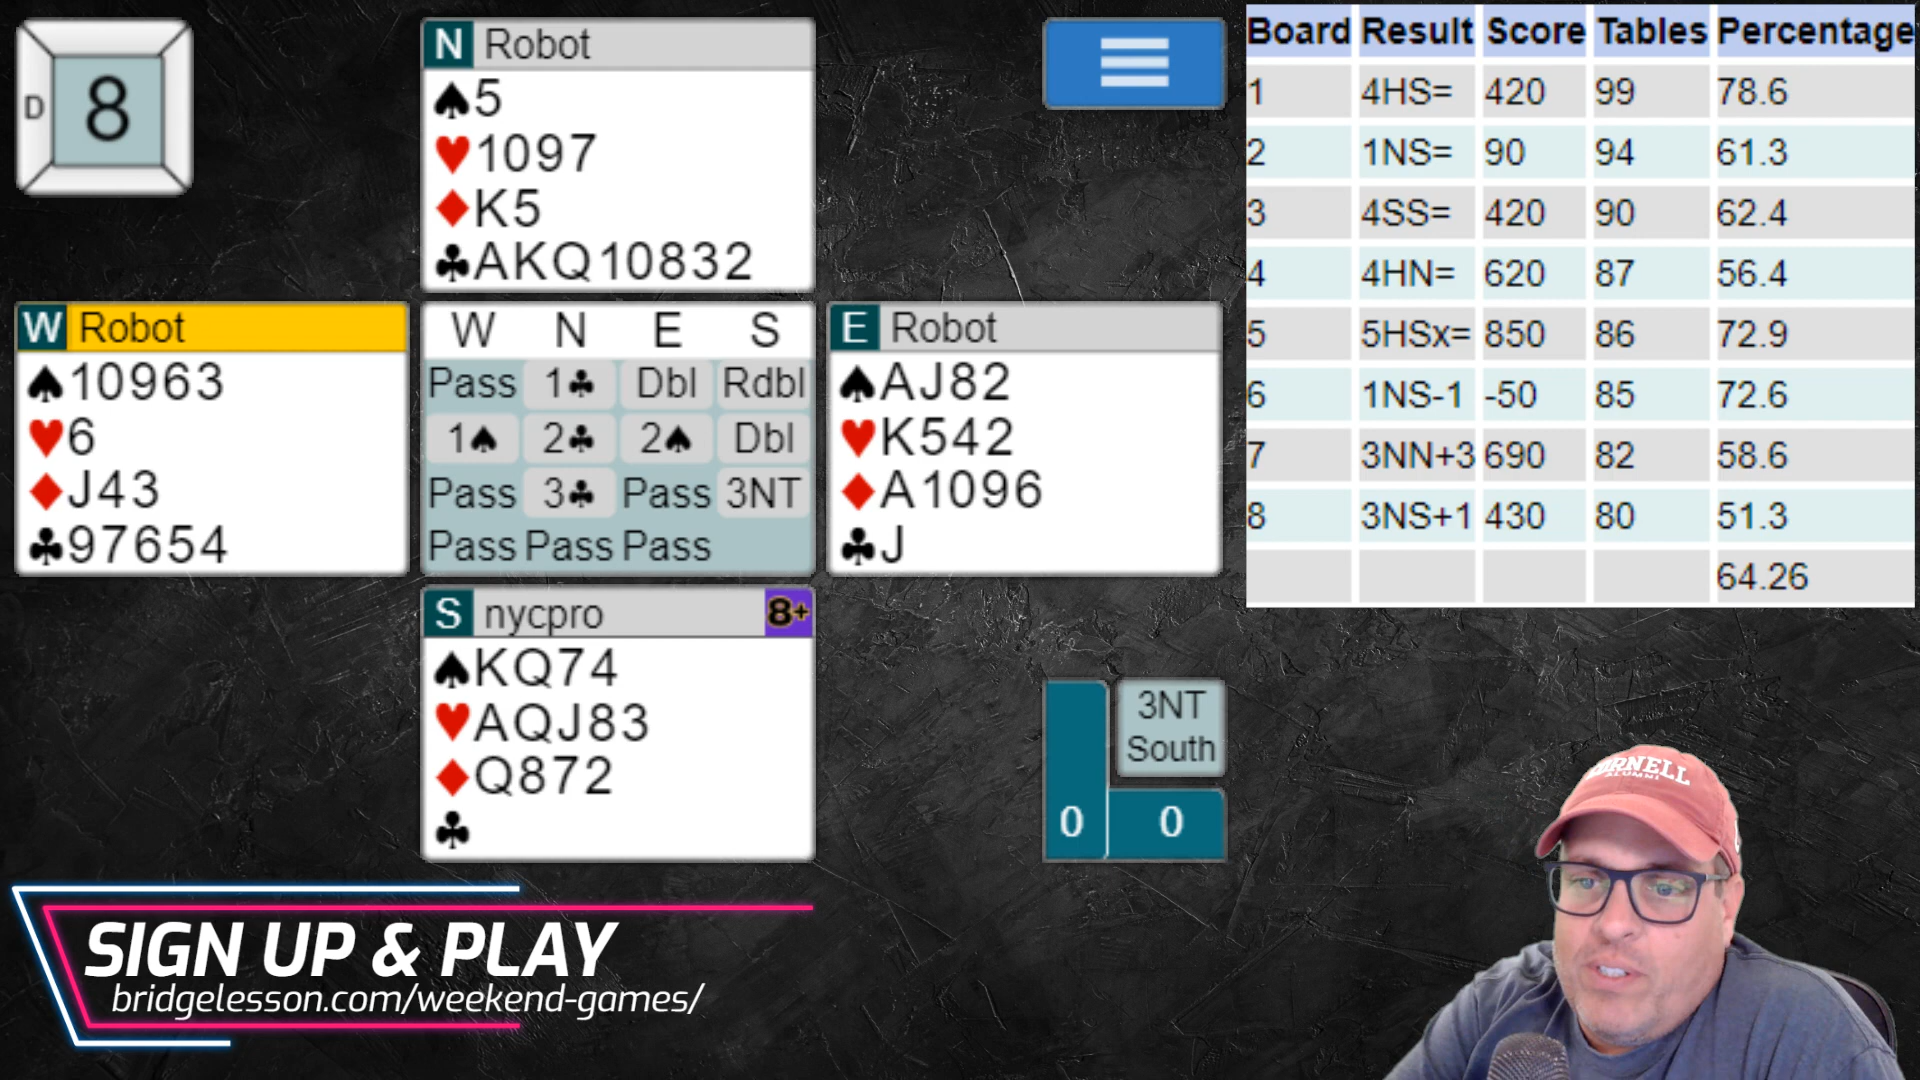 D 8
N Robot
♠5
♥1097
♦K5
♣AKQ10832
W Robot
♠10963
♥6
♦J43
♣97654
W N E S
Pass 1♣ Dbl Rdbl
1♠ 2♣ 2♠ Dbl
Pass 3♣ Pass 3NT
Pass Pass Pass
E Robot
♠AJ82
♥K542
♦A1096
♣J
S nycpro 8+
♠KQ74
♥AQJ83
♦Q872
♣
3NT
South
0 0
Board Result Score Tables Percentage
1 4HS= 420 99 78.6
2 1NS= 90 94 61.3
3 4SS= 420 90 62.4
4 4HN= 620 87 56.4
5 5HSx= 850 86 72.9
6 1NS-1 -50 85 72.6
7 3NN+3 690 82 58.6
8 3NS+1 430 80 51.3
64.26
CORNELL
ALUMNI
SIGN UP & PLAY
bridgelesson.com/weekend-games/